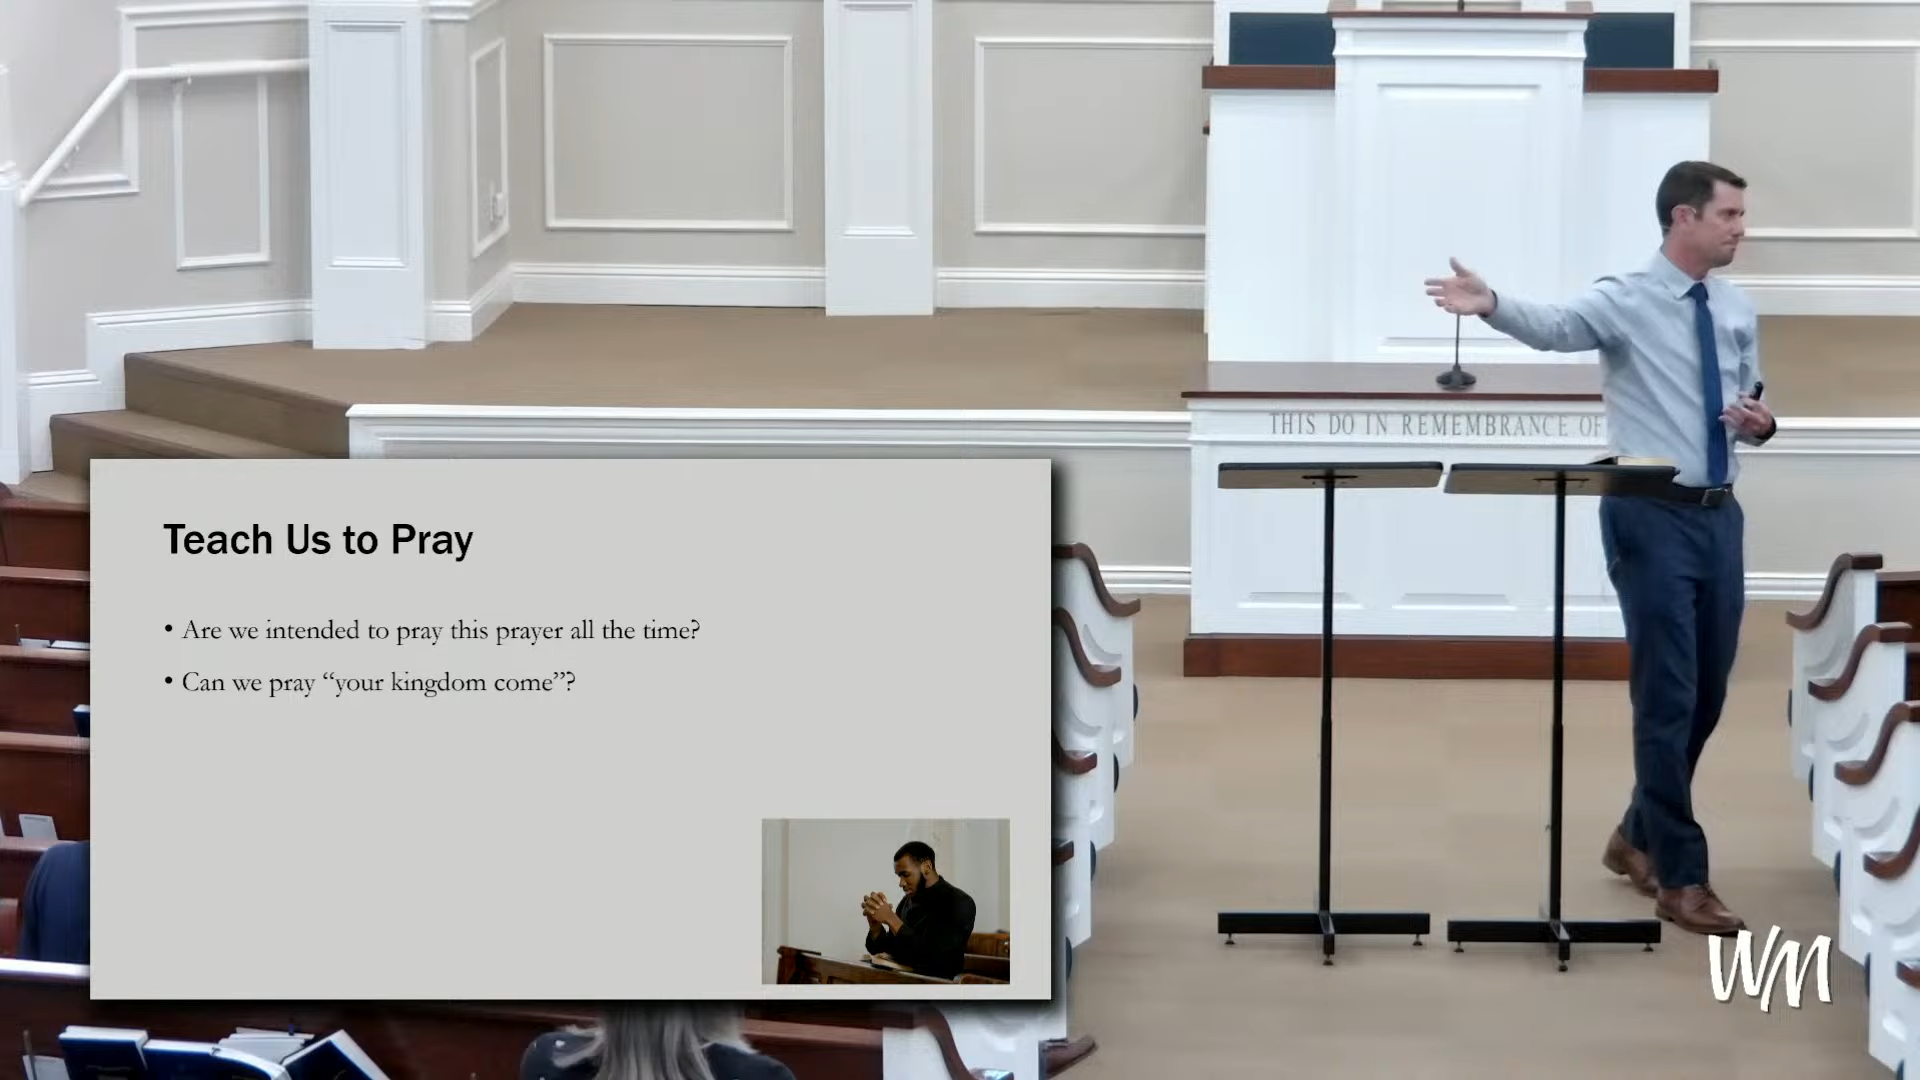 THIS DO IN REMEMBRANCE OF
Teach Us to Pray
• Are we intended to pray this prayer all the time?
• Can we pray “your kingdom come”?
WM